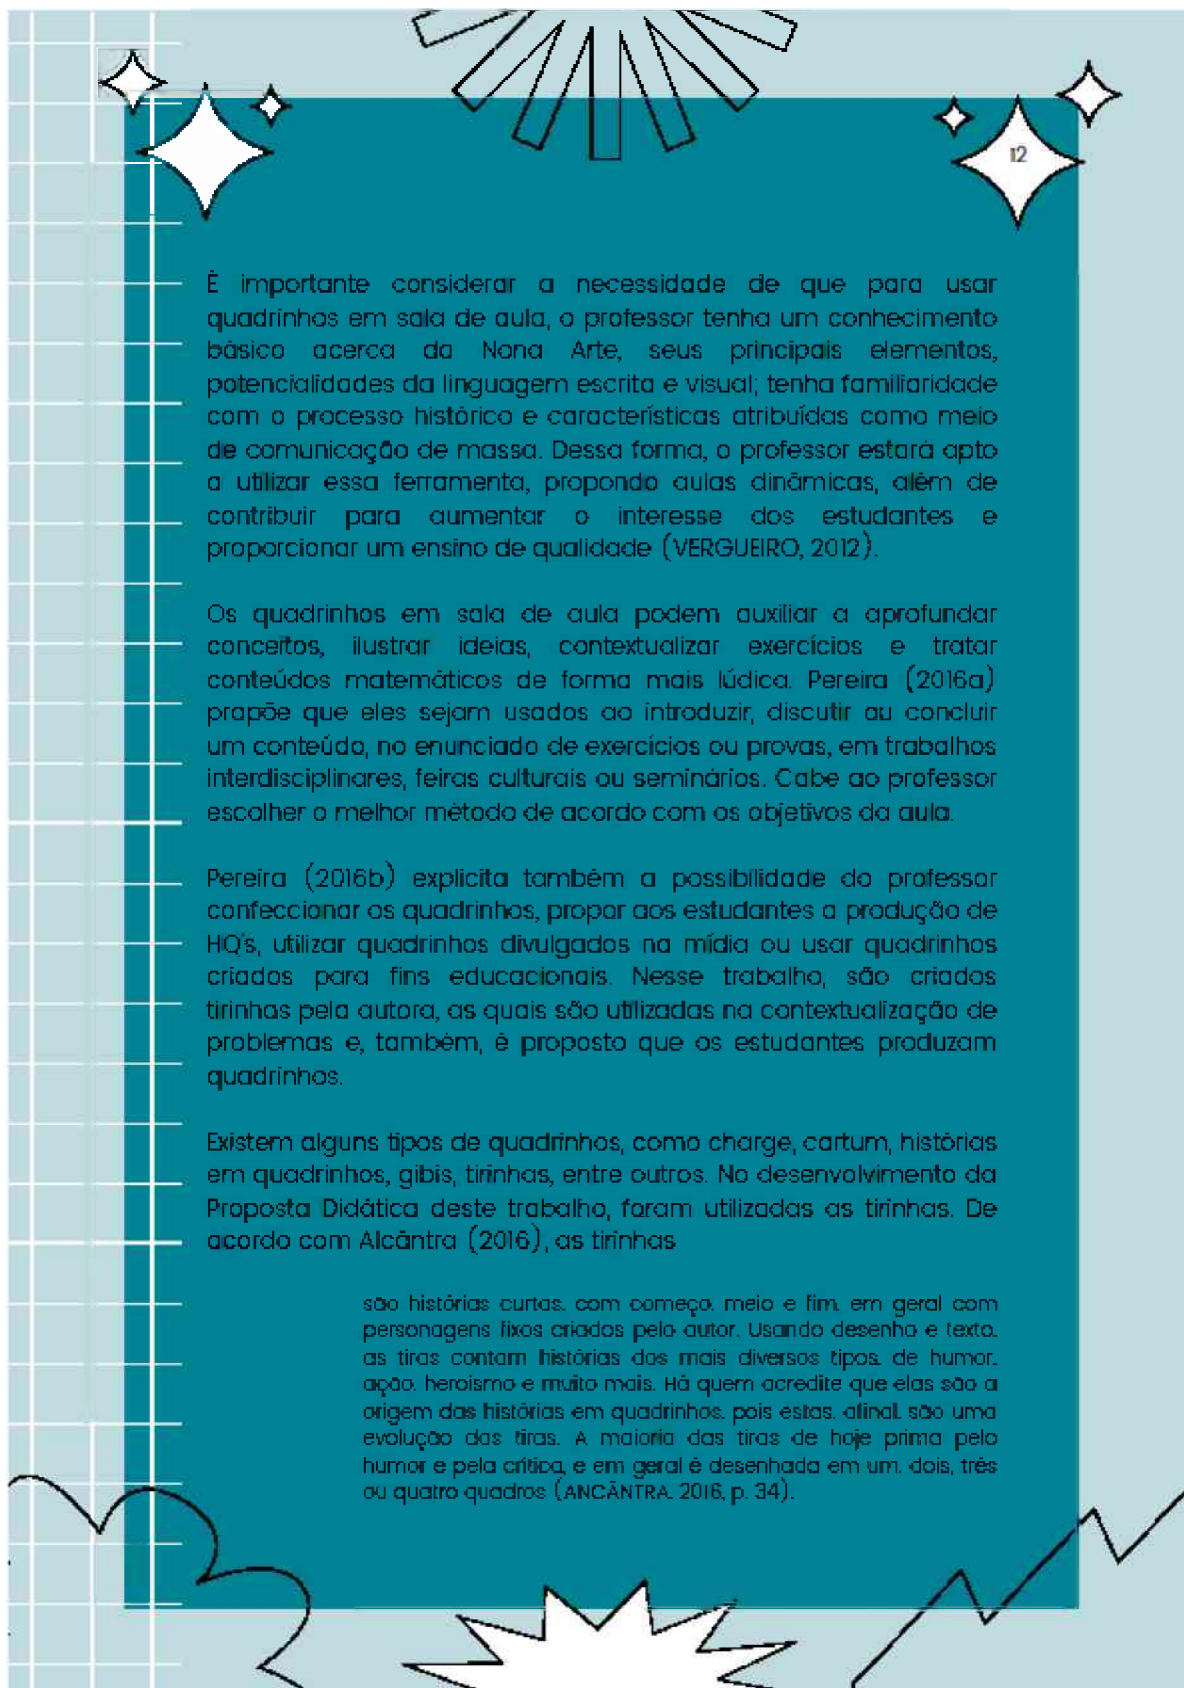 12
É importante considerar a necessidade de que para usar
quadrinhos em sala de aula, o professor tenha um conhecimento
básico acerca da Nona Arte, seus principais elementos,
potencialidades da linguagem escrita e visual; tenha familiaridade
com o processo histórico e características atribuídas como meio
de comunicação de massa. Dessa forma, o professor estará apto
a utilizar essa ferramenta, propondo aulas dinâmicas, além de
contribuir para aumentar o interesse dos estudantes e
proporcionar um ensino de qualidade (VERGUEIRO, 2012).
Os quadrinhos em sala de aula podem auxiliar a aprofundar
conceitos, ilustrar ideias, contextualizar exercícios e tratar
conteúdos matemáticos de forma mais lúdica. Pereira (2016a)
propõe que eles sejam usados ao introduzir, discutir ou concluir
um conteúdo, no enunciado de exercícios ou provas, em trabalhos
interdisciplinares, feiras culturais ou seminários. Cabe ao professor
escolher o melhor método de acordo com os objetivos da aula.
Pereira (2016b) explicita também a possibilidade do professor
confeccionar os quadrinhos, propor aos estudantes a produção de
HQ's, utilizar quadrinhos divulgados na mídia ou usar quadrinhos
criados para fins educacionais. Nesse trabalho, são criados
tirinhas pela autora, as quais são utilizadas na contextualização de
problemas e, também, é proposto que os estudantes produzam
quadrinhos.
Existem alguns tipos de quadrinhos, como charge, cartum, histórias
em quadrinhos, gibis, tirinhas, entre outros. No desenvolvimento da
Proposta Didática deste trabalho, foram utilizadas as tirinhas. De
acordo com Alcântra (2016), as tirinhas
são histórias curtas, com começo, meio e fim, em geral com
personagens fixos criados pelo autor. Usando desenho e texto,
as tiras contam histórias dos mais diversos tipos, de humor,
ação, heroísmo e muito mais. Há quem acredite que elas são a
origem das histórias em quadrinhos, pois estas, afinal, são uma
evolução das tiras. A maioria das tiras de hoje prima pelo
humor e pela crítica, e em geral é desenhada em um, dois, três
ou quatro quadros (ANCÂNTRA, 2016, p. 34).